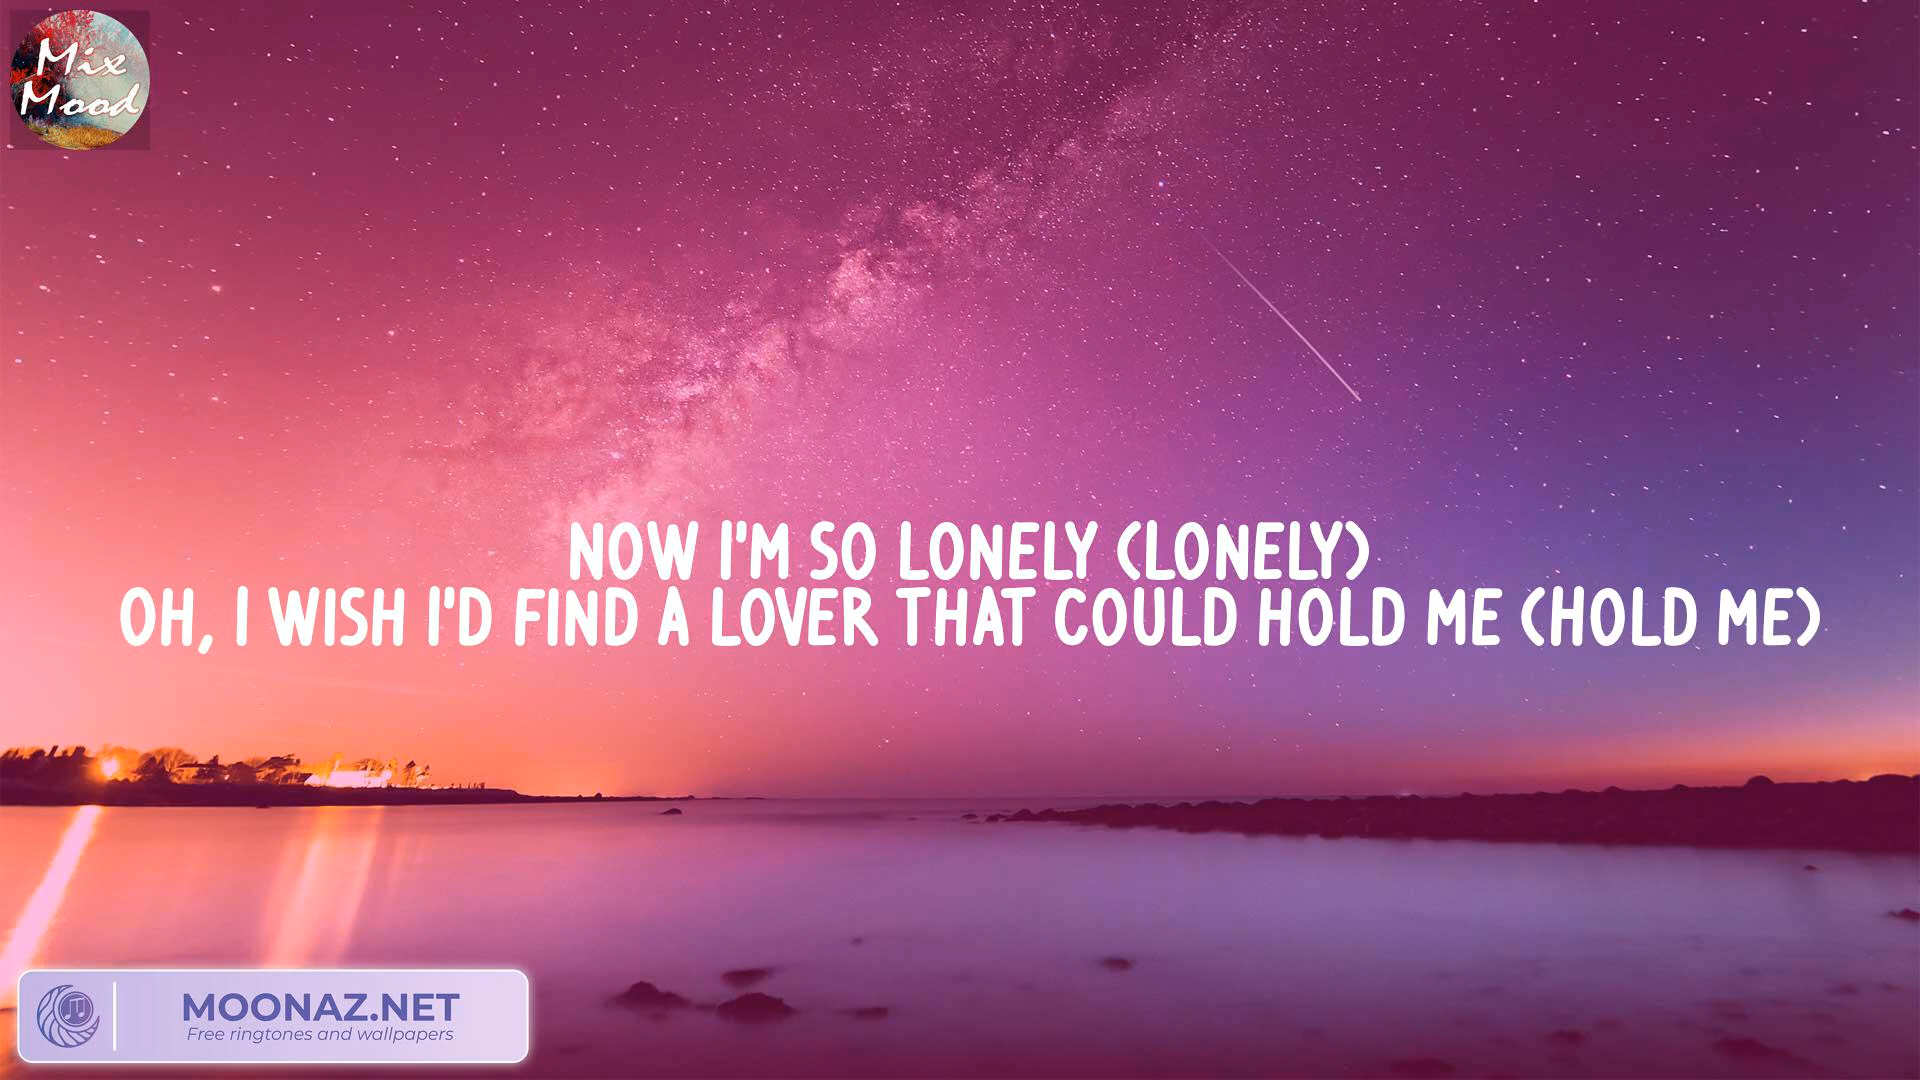 Mix
Mood
NOW I'M SO LONELY (LONELY)
OH, I WISH I'D FIND A LOVER THAT COULD HOLD ME (HOLD ME)
MOONAZ.NET
Free ringtones and wallpapers